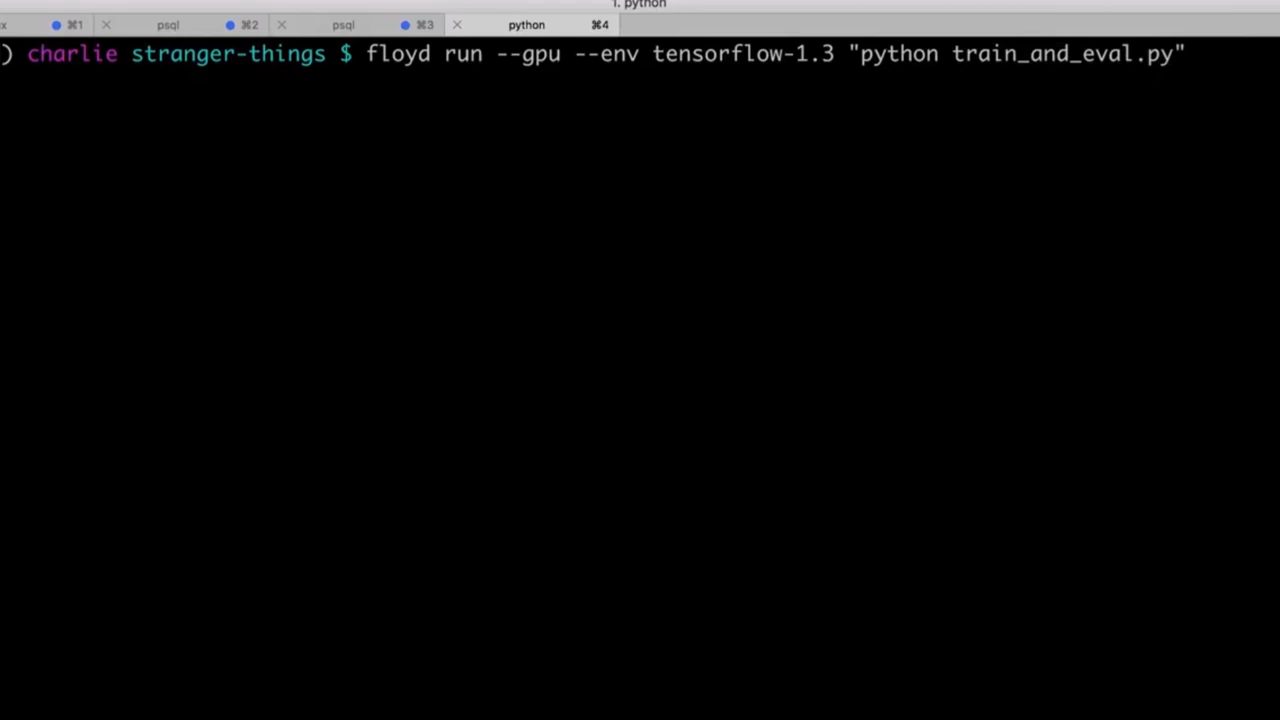 1. python
x ⌘1 psql ⌘2 psql ⌘3 python ⌘4
) charlie stranger-things $ floyd run --gpu --env tensorflow-1.3 "python train_and_eval.py"